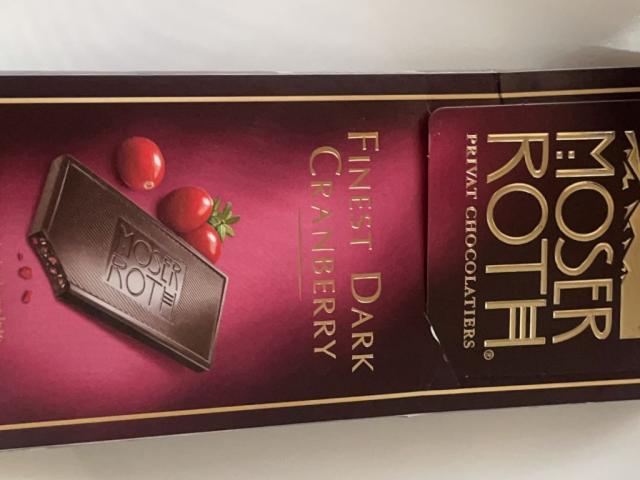 MOSER
ROTH®
PRIVAT CHOCOLATIERS
FINEST DARK
CRANBERRY
MOSER
ROTH